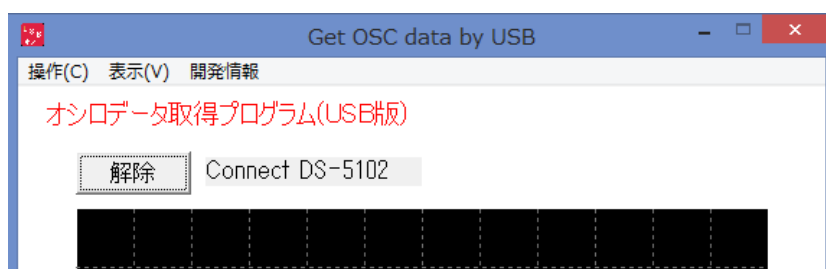 Get OSC data by USB
操作(C) 表示(V) 開発情報
オシロデータ取得プログラム(USB版)
解除 Connect DS-5102